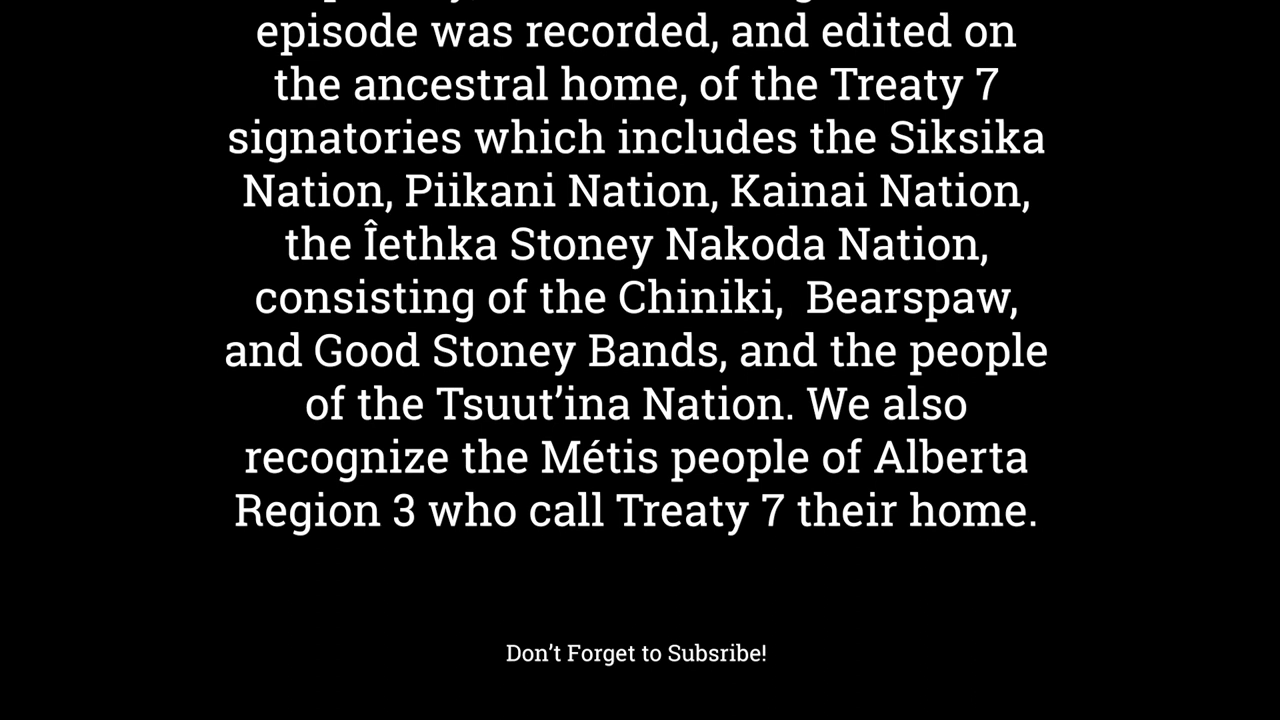 episode was recorded, and edited on
the ancestral home, of the Treaty 7
signatories which includes the Siksika
Nation, Piikani Nation, Kainai Nation,
the Îethka Stoney Nakoda Nation,
consisting of the Chiniki,  Bearspaw,
and Good Stoney Bands, and the people
of the Tsuut’ina Nation. We also
recognize the Métis people of Alberta
Region 3 who call Treaty 7 their home.
Don’t Forget to Subsribe!